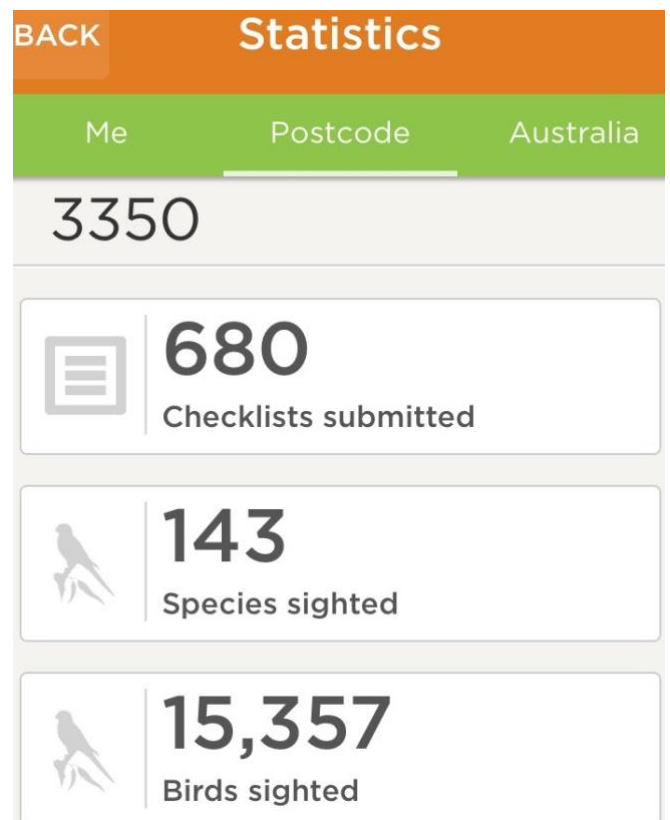 BACK Statistics
Me Postcode Australia
3350
680
Checklists submitted
143
Species sighted
15,357
Birds sighted